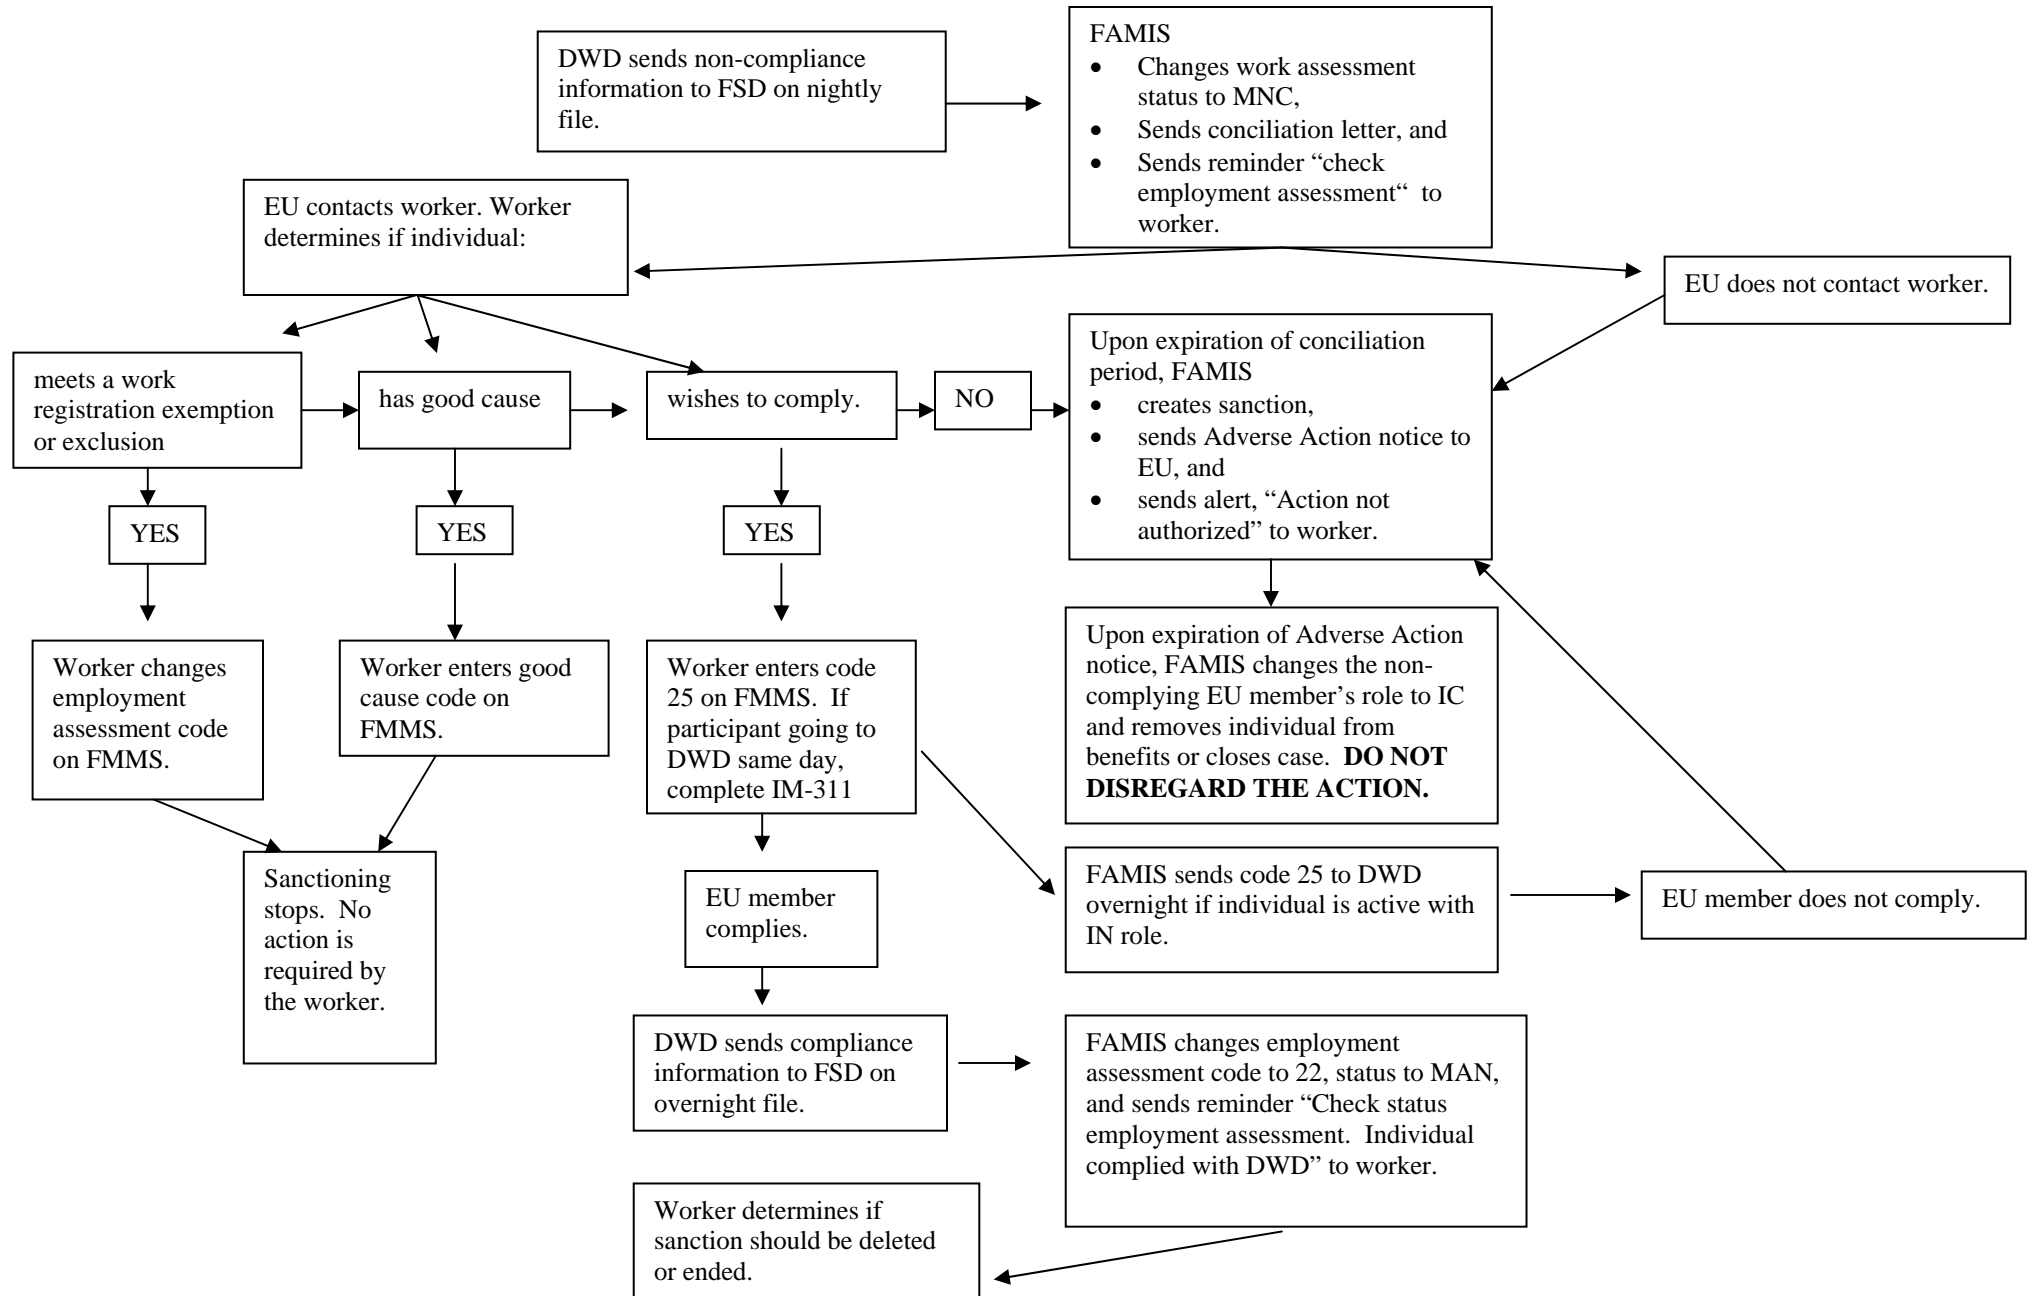 DWD sends non-compliance
information to FSD on nightly
file.
FAMIS
• Changes work assessment
status to MNC,
• Sends conciliation letter, and
• Sends reminder “check
employment assessment“ to
worker.
EU contacts worker. Worker
determines if individual:
EU does not contact worker.
meets a work
registration exemption
or exclusion
has good cause
wishes to comply.
NO
Upon expiration of conciliation
period, FAMIS
• creates sanction,
• sends Adverse Action notice to
EU, and
• sends alert, “Action not
authorized” to worker.
YES
YES
YES
Worker changes
employment
assessment code
on FMMS.
Worker enters good
cause code on
FMMS.
Worker enters code
25 on FMMS. If
participant going to
DWD same day,
complete IM-311
Upon expiration of Adverse Action
notice, FAMIS changes the non-
complying EU member’s role to IC
and removes individual from
benefits or closes case. DO NOT
DISREGARD THE ACTION.
Sanctioning
stops. No
action is
required by
the worker.
EU member
complies.
FAMIS sends code 25 to DWD
overnight if individual is active with
IN role.
EU member does not comply.
DWD sends compliance
information to FSD on
overnight file.
FAMIS changes employment
assessment code to 22, status to MAN,
and sends reminder “Check status
employment assessment. Individual
complied with DWD” to worker.
Worker determines if
sanction should be deleted
or ended.